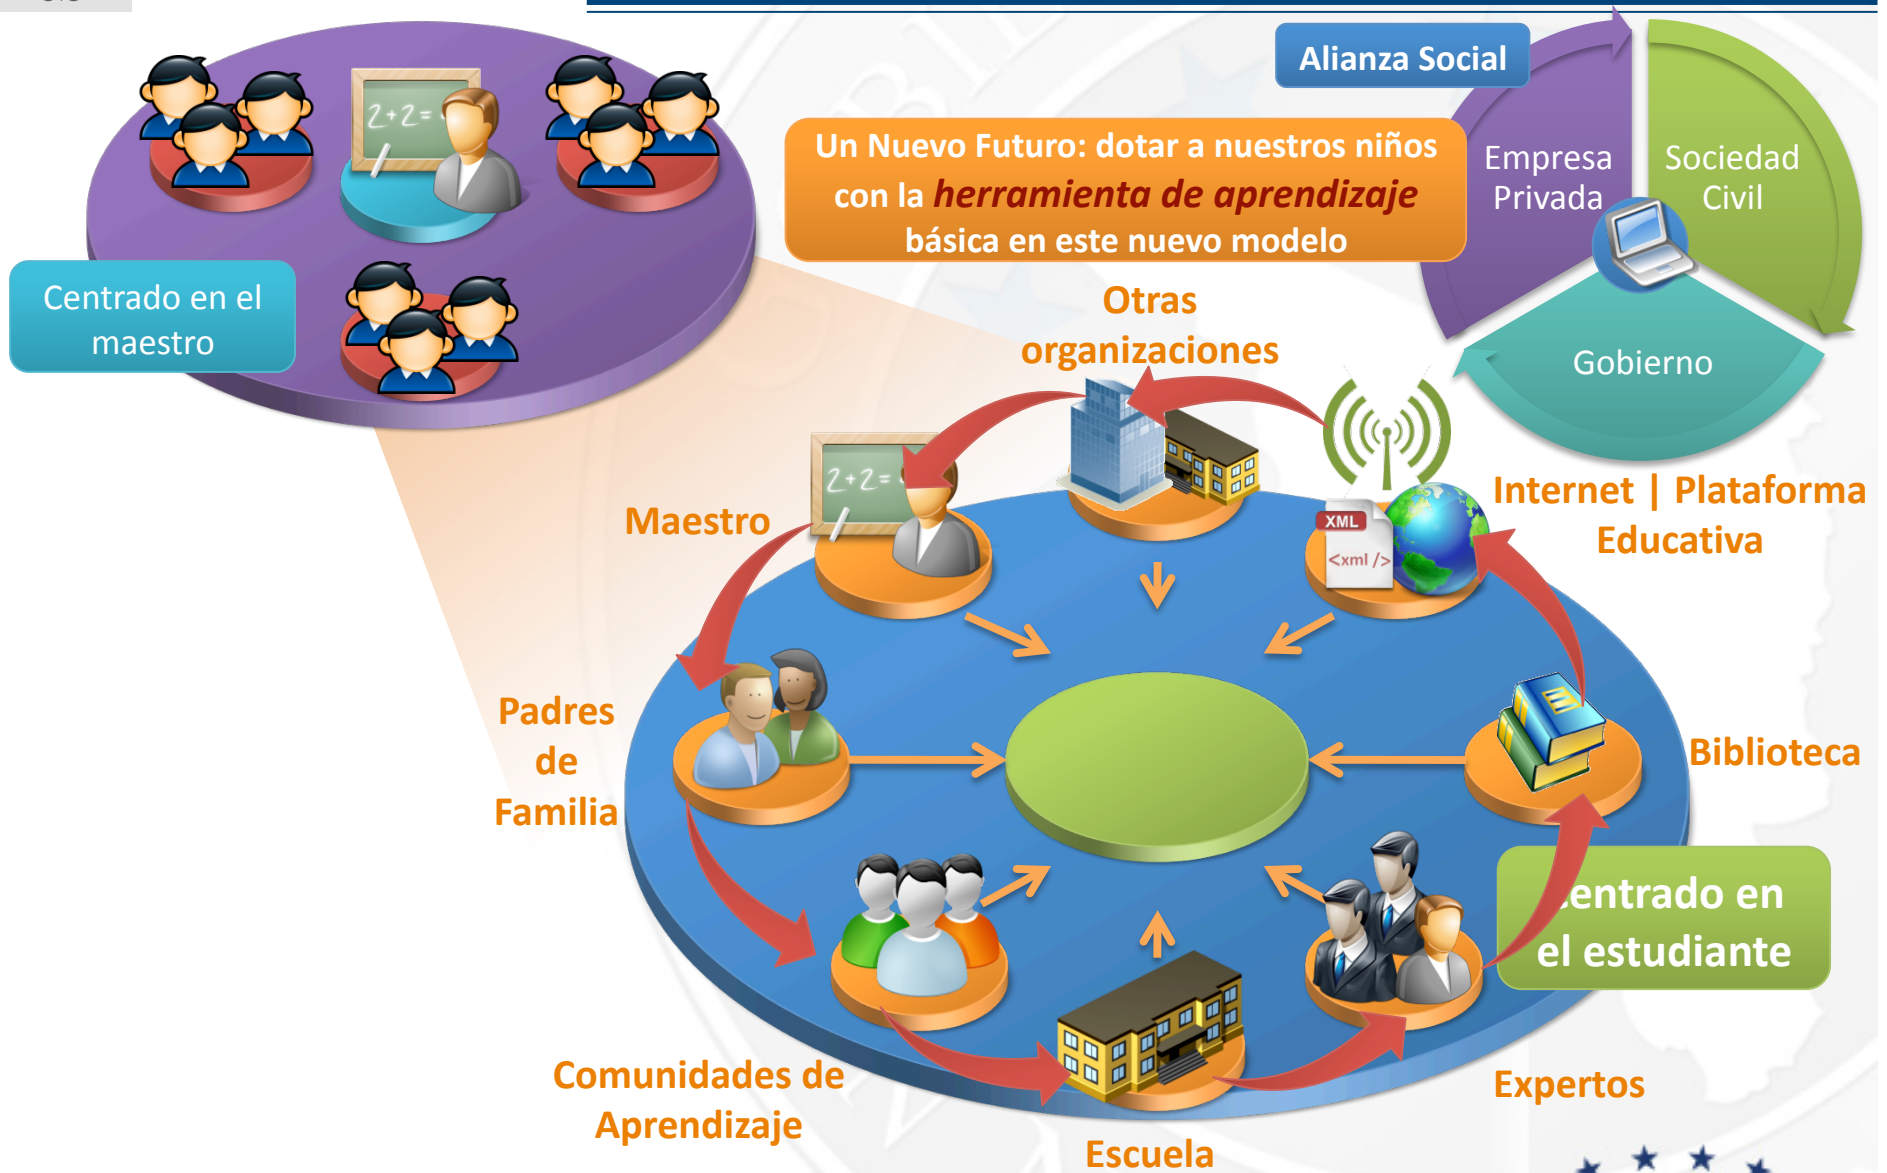 Alianza Social
Empresa
Privada
Sociedad
Civil
Gobierno
Un Nuevo Futuro: dotar a nuestros niños
con la herramienta de aprendizaje
básica en este nuevo modelo
2+2=
Centrado en el
maestro
Otras
organizaciones
Internet | Plataforma
Educativa
XML
<xml />
2+2=
Maestro
Padres
de
Familia
Biblioteca
entrado en
el estudiante
Comunidades de
Aprendizaje
Expertos
Escuela